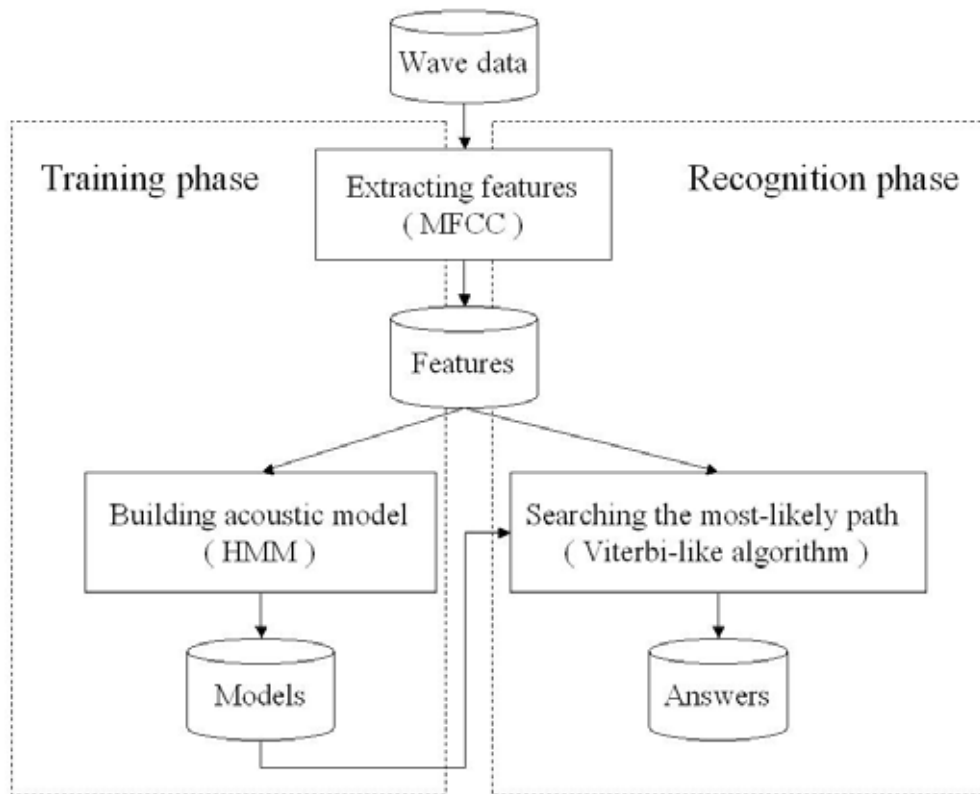 Wave data
Training phase
Extracting features
( MFCC )
Recognition phase
Features
Building acoustic model
( HMM )
Searching the most-likely path
( Viterbi-like algorithm )
Models
Answers